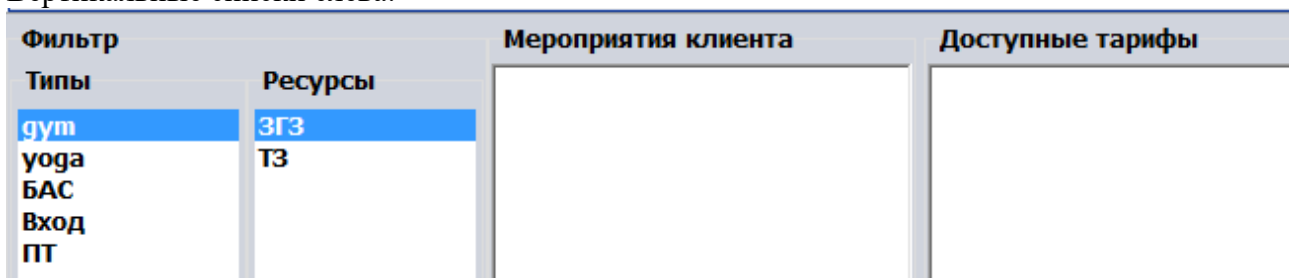 Фильтр Мероприятия клиента Доступные тарифы
Типы Ресурсы
gym ЗГЗ
yoga ТЗ
БАС
Вход
ПТ